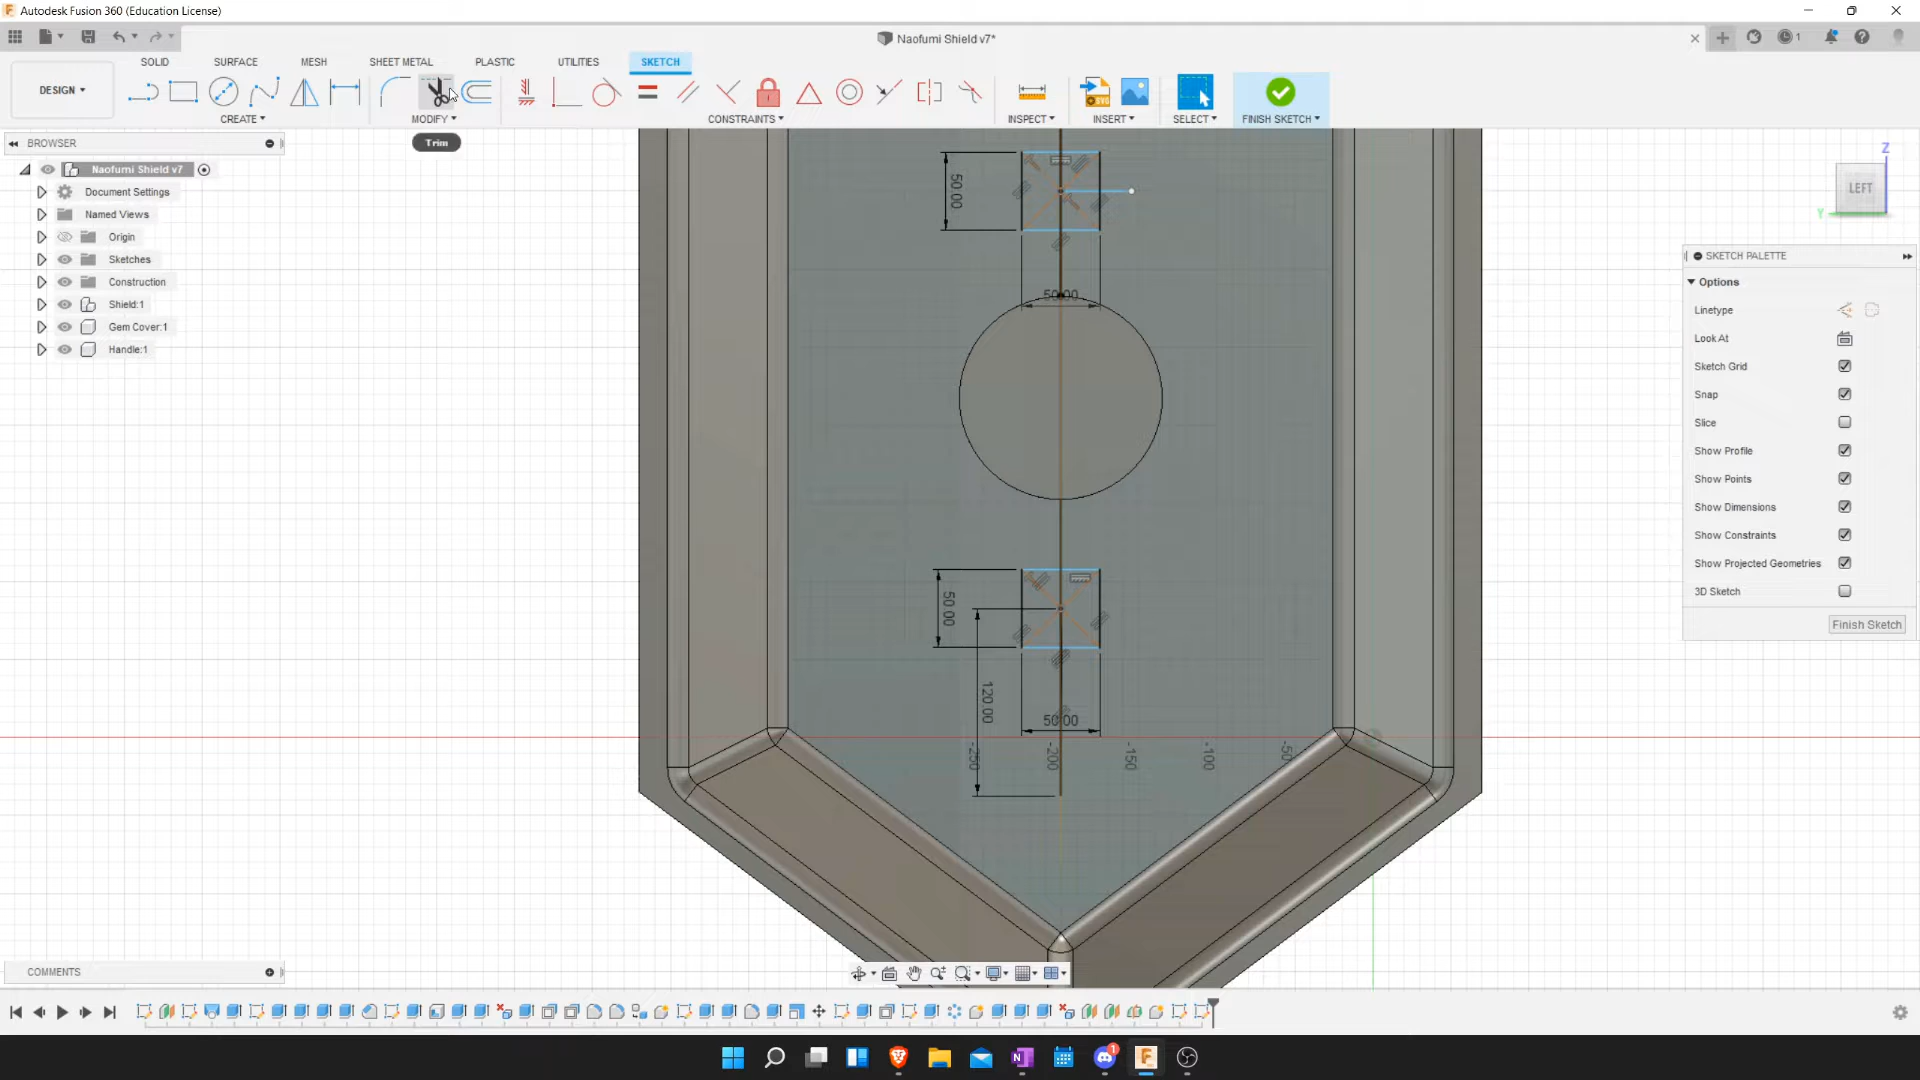 Autodesk Fusion 360 (Education License)
Naofumi Shield v7*
1
SOLID
SURFACE
MESH
SHEET METAL
PLASTIC
UTILITIES
SKETCH
DESIGN
CREATE
MODIFY
CONSTRAINTS
INSPECT
INSERT
SELECT
FINISH SKETCH
Trim
BROWSER
Naofumi Shield v7
Document Settings
Named Views
Origin
Sketches
Construction
Shield:1
Gem Cover:1
Handle:1
50.00
50.00
50.00
120.00
50.00
-250
-200
-150
-100
-50
Z
LEFT
Y
SKETCH PALETTE
Options
Linetype
Look At
Sketch Grid
Snap
Slice
Show Profile
Show Points
Show Dimensions
Show Constraints
Show Projected Geometries
3D Sketch
Finish Sketch
COMMENTS
1